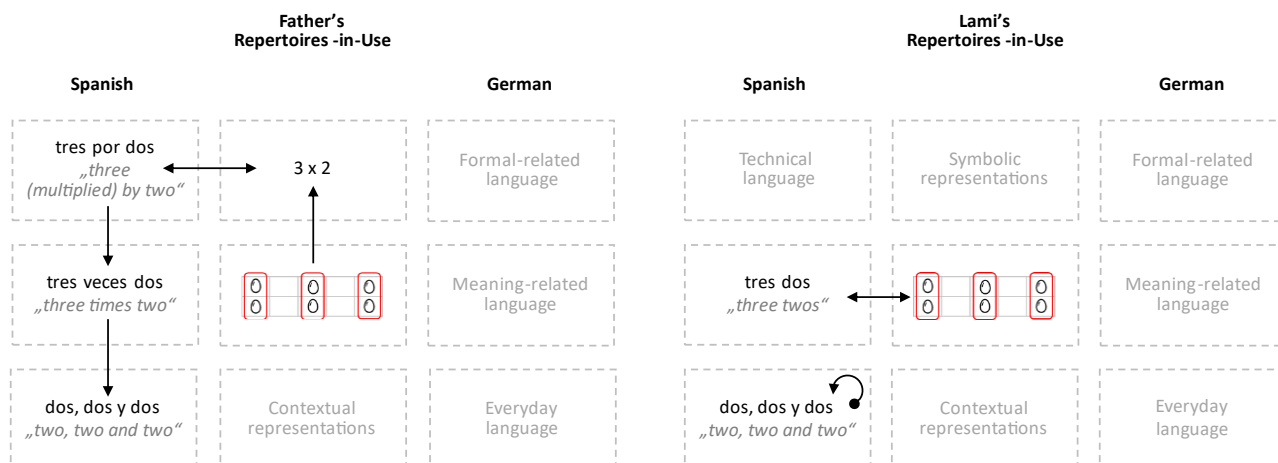 Father's
Repertoires -in-Use
Spanish
German
tres por dos
„three
(multiplied) by two“
3 x 2
Formal-related
language
tres veces dos
„three times two“
Meaning-related
language
dos, dos y dos
„two, two and two“
Contextual
representations
Everyday
language
Lami's
Repertoires -in-Use
Spanish
German
Technical
language
Symbolic
representations
Formal-related
language
tres dos
„three twos“
Meaning-related
language
dos, dos y dos
„two, two and two“
Contextual
representations
Everyday
language